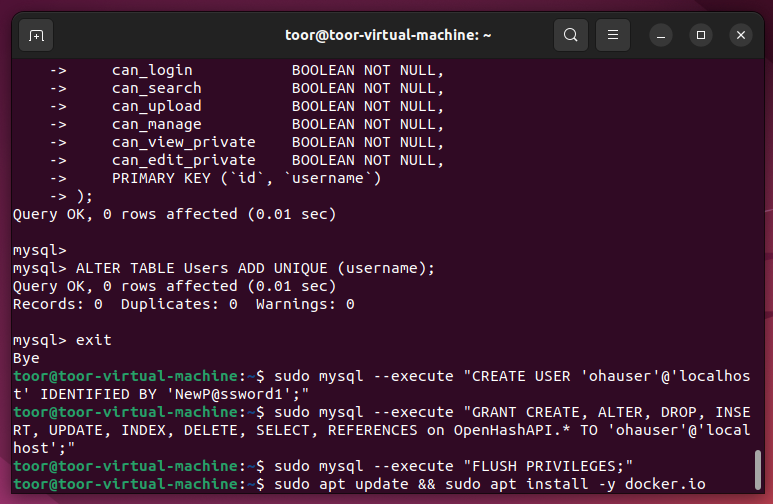 toor@toor-virtual-machine: ~
->     can_login           BOOLEAN NOT NULL,
->     can_search          BOOLEAN NOT NULL,
->     can_upload          BOOLEAN NOT NULL,
->     can_manage          BOOLEAN NOT NULL,
->     can_view_private    BOOLEAN NOT NULL,
->     can_edit_private    BOOLEAN NOT NULL,
->     PRIMARY KEY (`id`, `username`)
-> );
Query OK, 0 rows affected (0.01 sec)
mysql>
mysql> ALTER TABLE Users ADD UNIQUE (username);
Query OK, 0 rows affected (0.01 sec)
Records: 0  Duplicates: 0  Warnings: 0
mysql> exit
Bye
toor@toor-virtual-machine:~$ sudo mysql --execute "CREATE USER 'ohauser'@'localhos
t' IDENTIFIED BY 'NewP@ssword1';"
toor@toor-virtual-machine:~$ sudo mysql --execute "GRANT CREATE, ALTER, DROP, INSE
RT, UPDATE, INDEX, DELETE, SELECT, REFERENCES on OpenHashAPI.* TO 'ohauser'@'local
host';"
toor@toor-virtual-machine:~$ sudo mysql --execute "FLUSH PRIVILEGES;"
toor@toor-virtual-machine:~$ sudo apt update && sudo apt install -y docker.io